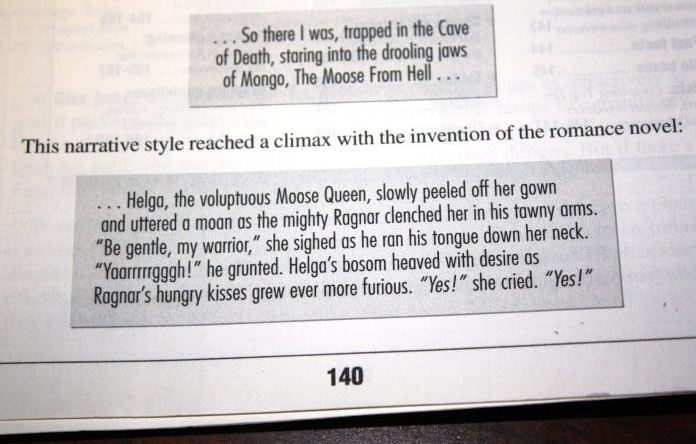 ... So there I was, trapped in the Cave
of Death, staring into the drooling jaws
of Mongo, The Moose From Hell ...
This narrative style reached a climax with the invention of the romance novel:
... Helga, the voluptuous Moose Queen, slowly peeled off her gown
and uttered a moan as the mighty Ragnar clenched her in his tawny arms.
"Be gentle, my warrior," she sighed as he ran his tongue down her neck.
"Yaarrrrrgggh!" he grunted. Helga's bosom heaved with desire as
Ragnar's hungry kisses grew ever more furious. "Yes!" she cried. "Yes!"
140